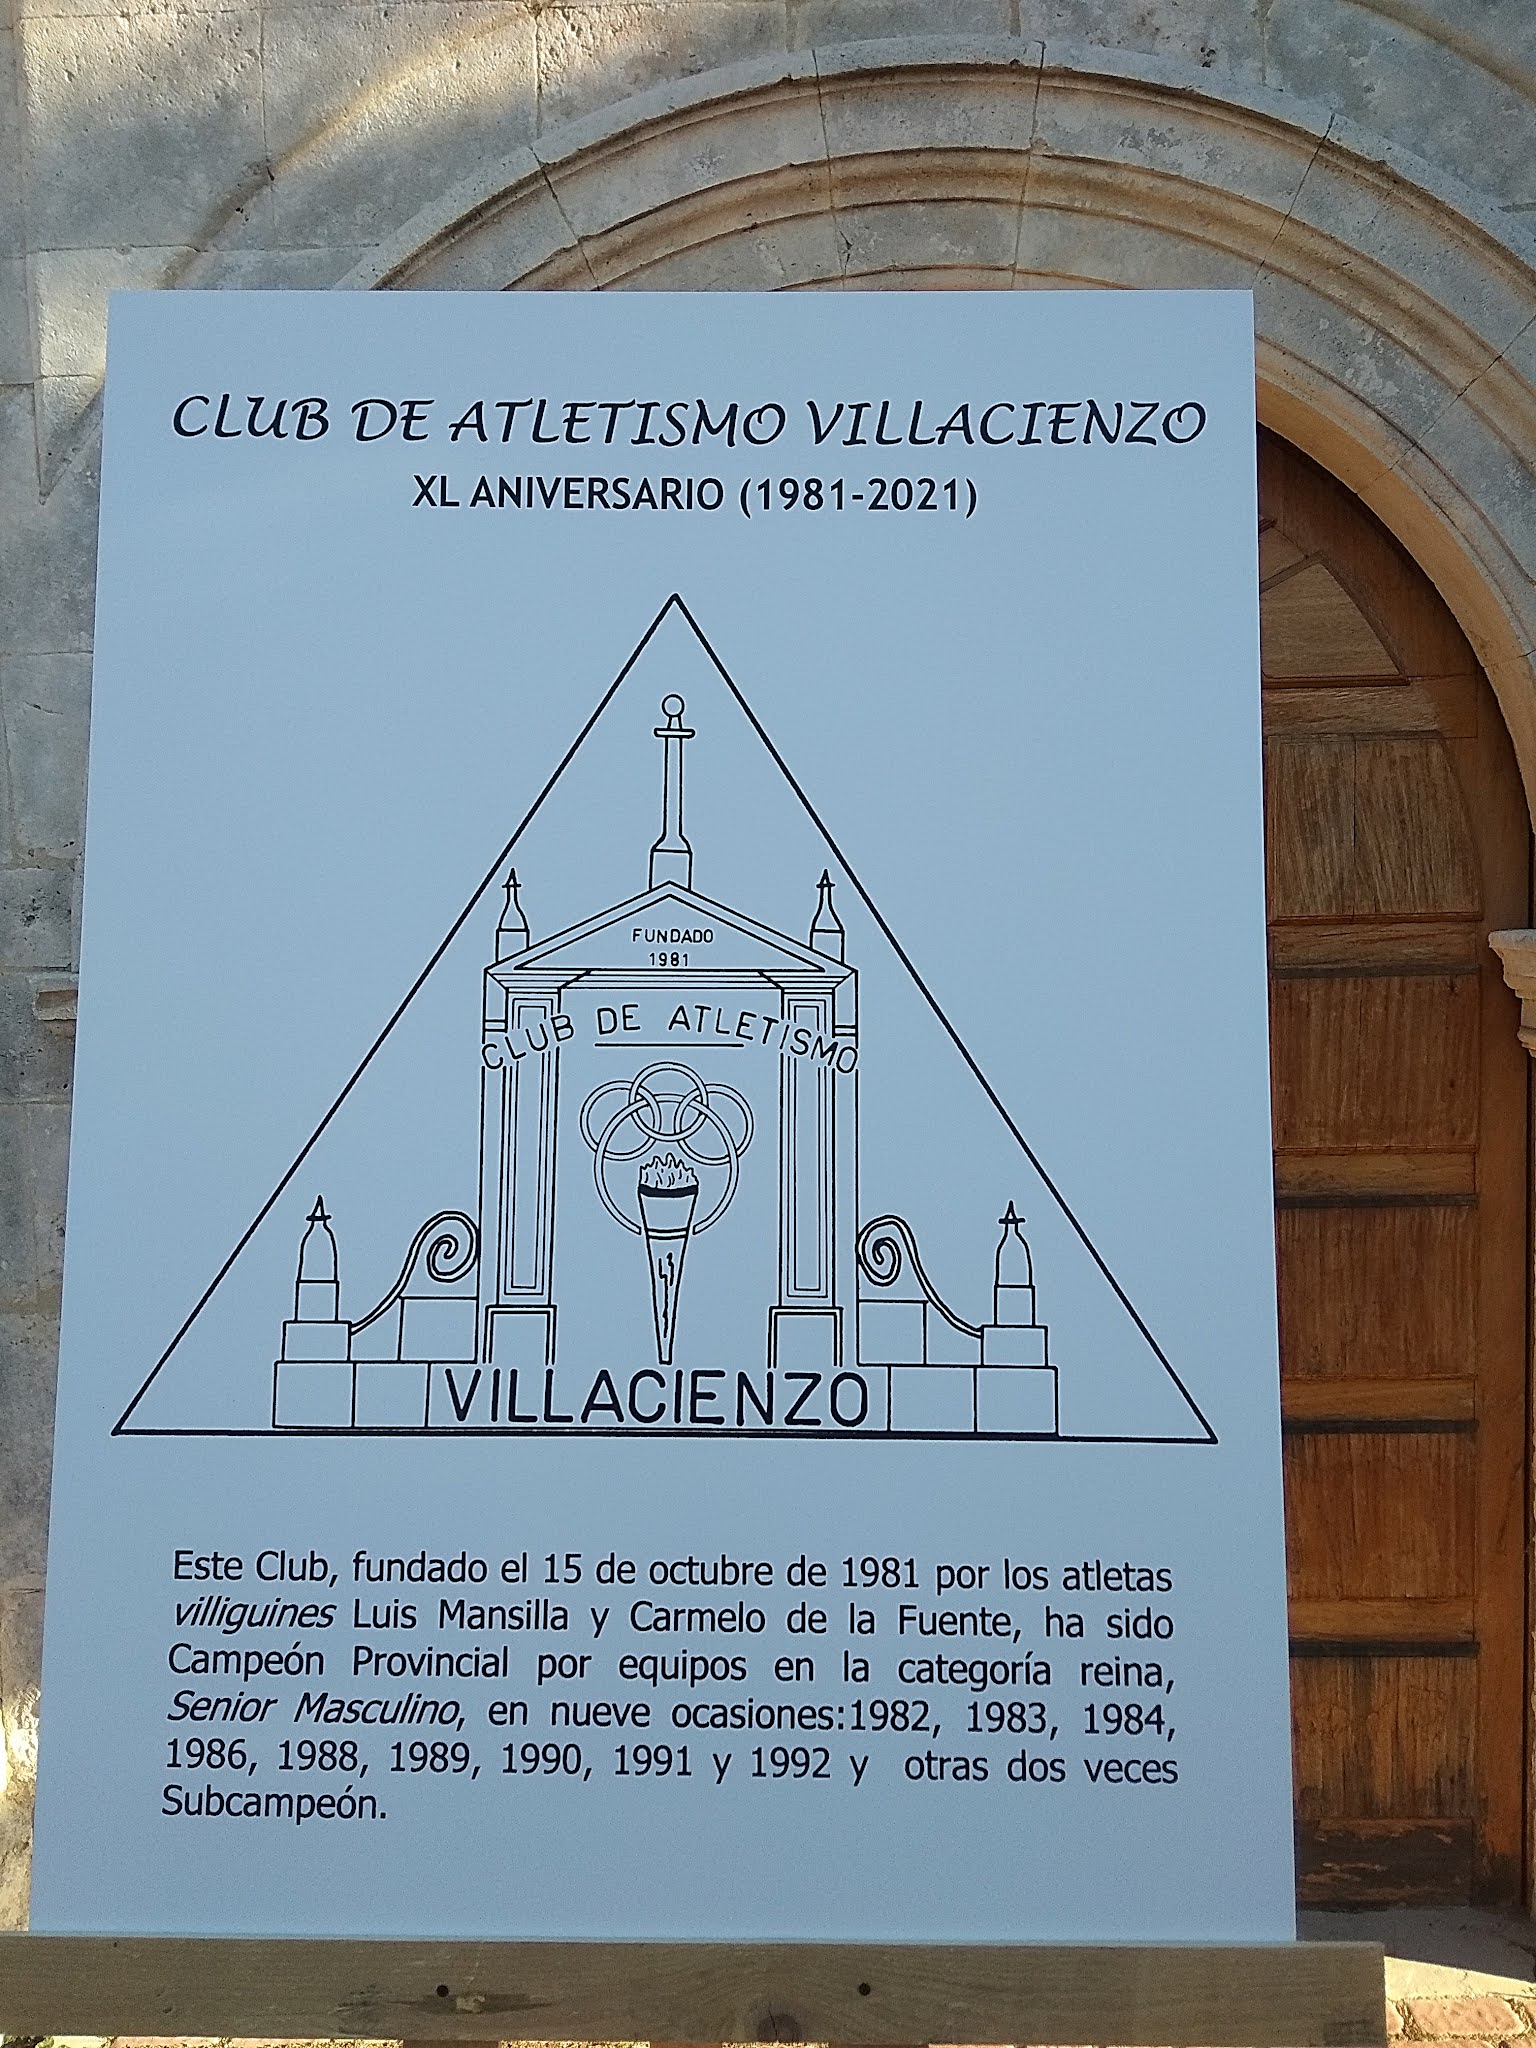 CLUB DE ATLETISMO VILLACIENZO
XL ANIVERSARIO (1981-2021)
FUNDADO
1981
CLUB DE ATLETISMO
VILLACIENZO
Este Club, fundado el 15 de octubre de 1981 por los atletas
villiguines Luis Mansilla y Carmelo de la Fuente, ha sido
Campeón Provincial por equipos en la categoría reina,
Senior Masculino, en nueve ocasiones:1982, 1983, 1984,
1986, 1988, 1989, 1990, 1991 y 1992 y otras dos veces
Subcampeón.